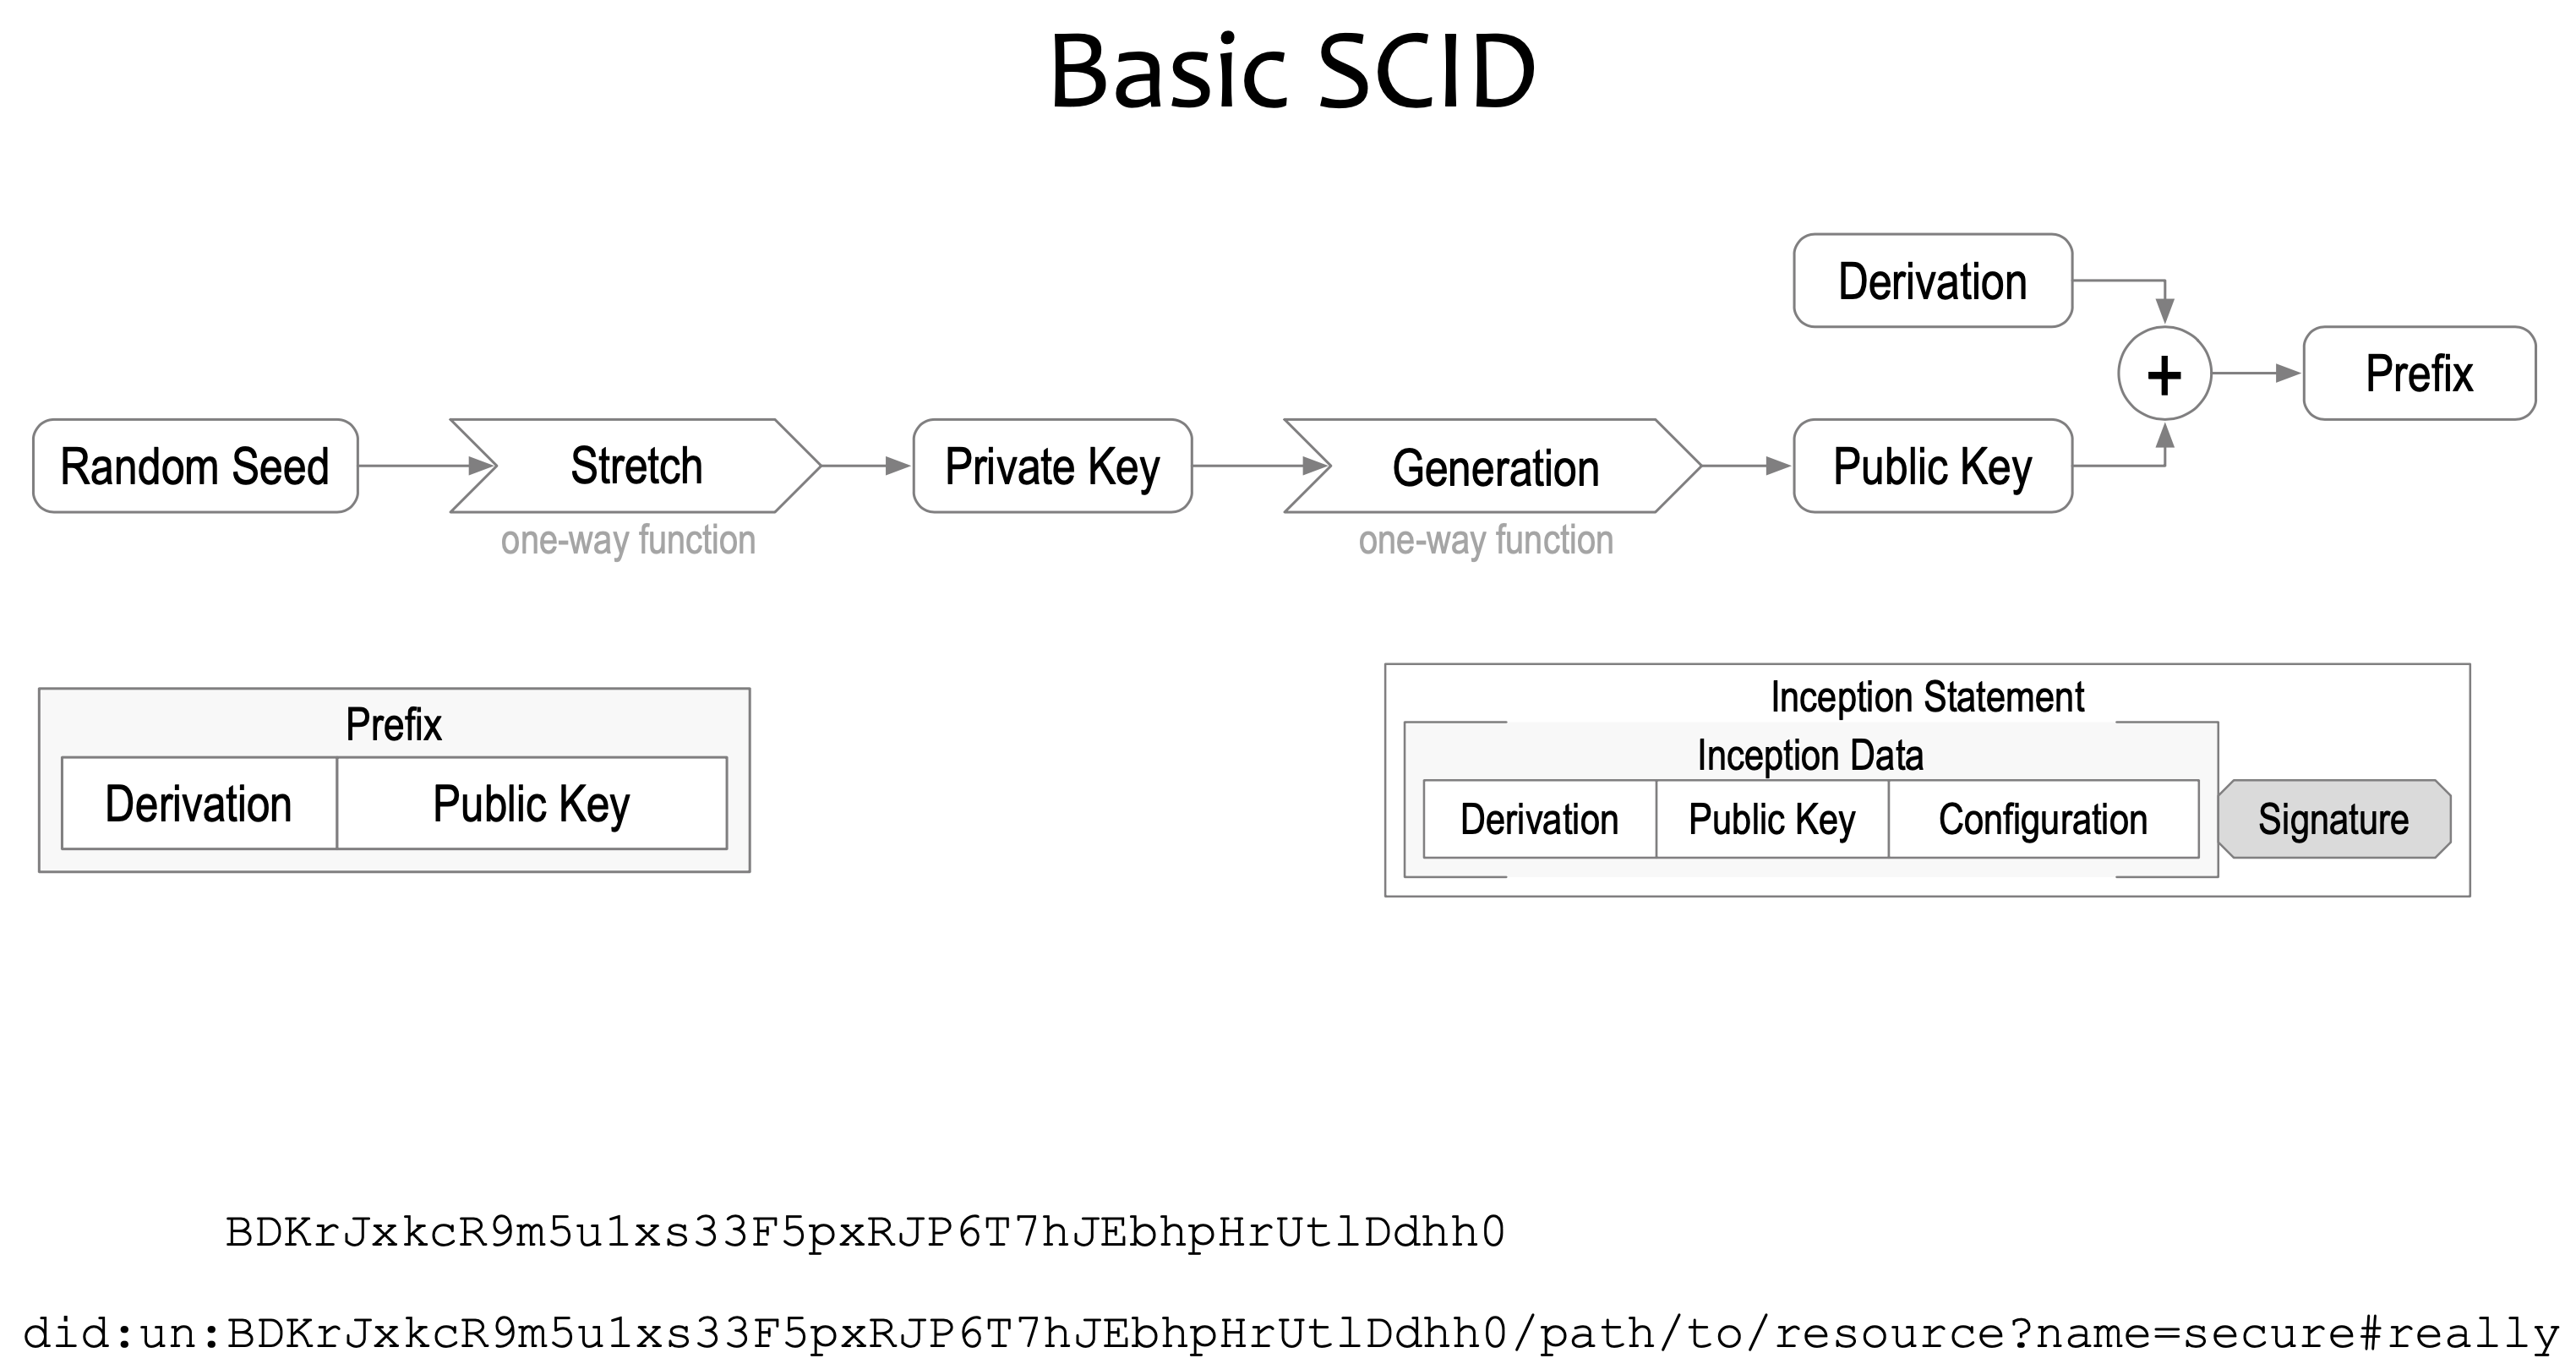 Basic SCID
Derivation
+
Prefix
Random Seed
Stretch
Private Key
Generation
Public Key
one-way function
one-way function
Prefix
Derivation
Public Key
Inception Statement
Inception Data
Derivation
Public Key
Configuration
Signature
BDKrJxkcR9m5u1xs33F5pxRJP6T7hJEbhpHrUtlDdhh0
did:un:BDKrJxkcR9m5u1xs33F5pxRJP6T7hJEbhpHrUtlDdhh0/path/to/resource?name=secure#really